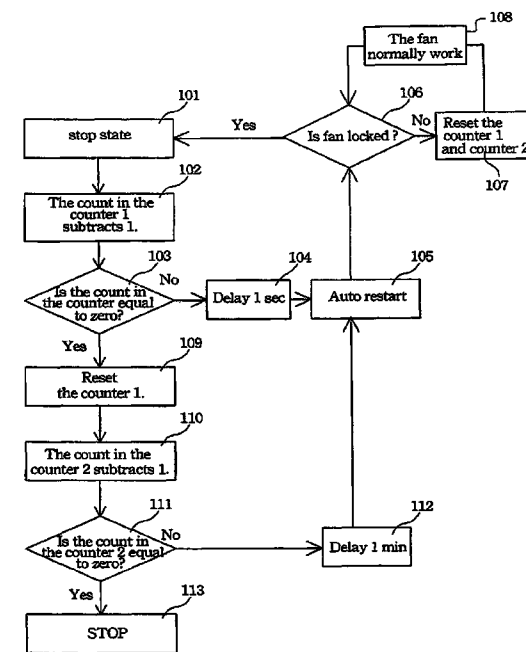 108
The fan
normally work
106
101
stop state
Yes
Is fan locked ?
No
Reset the
counter 1
and counter 2
107
102
The count in the
counter 1
subtracts 1.
103
Is the count in
the counter equal
to zero?
No
104
Delay 1 sec
105
Auto restart
Yes
109
Reset
the counter 1.
110
The count in the
counter 2 subtracts 1.
111
Is the count in
the counter 2 equal
to zero?
No
112
Delay 1 min
Yes
113
STOP